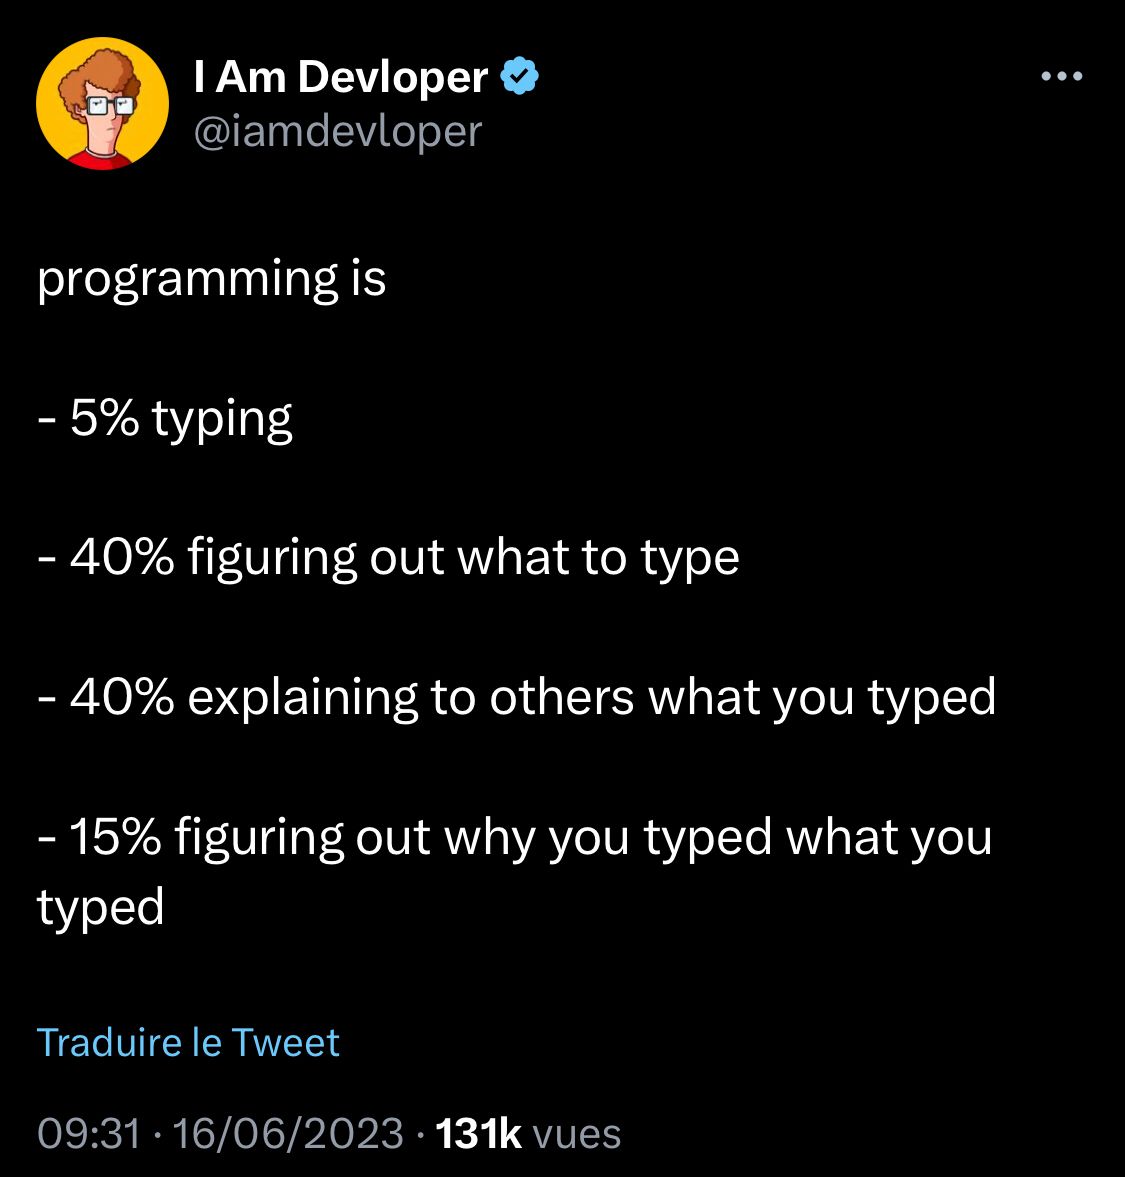 I Am Devloper
@iamdevloper
programming is
- 5% typing
- 40% figuring out what to type
- 40% explaining to others what you typed
- 15% figuring out why you typed what you
typed
Traduire le Tweet
09:31 · 16/06/2023 · 131k vues